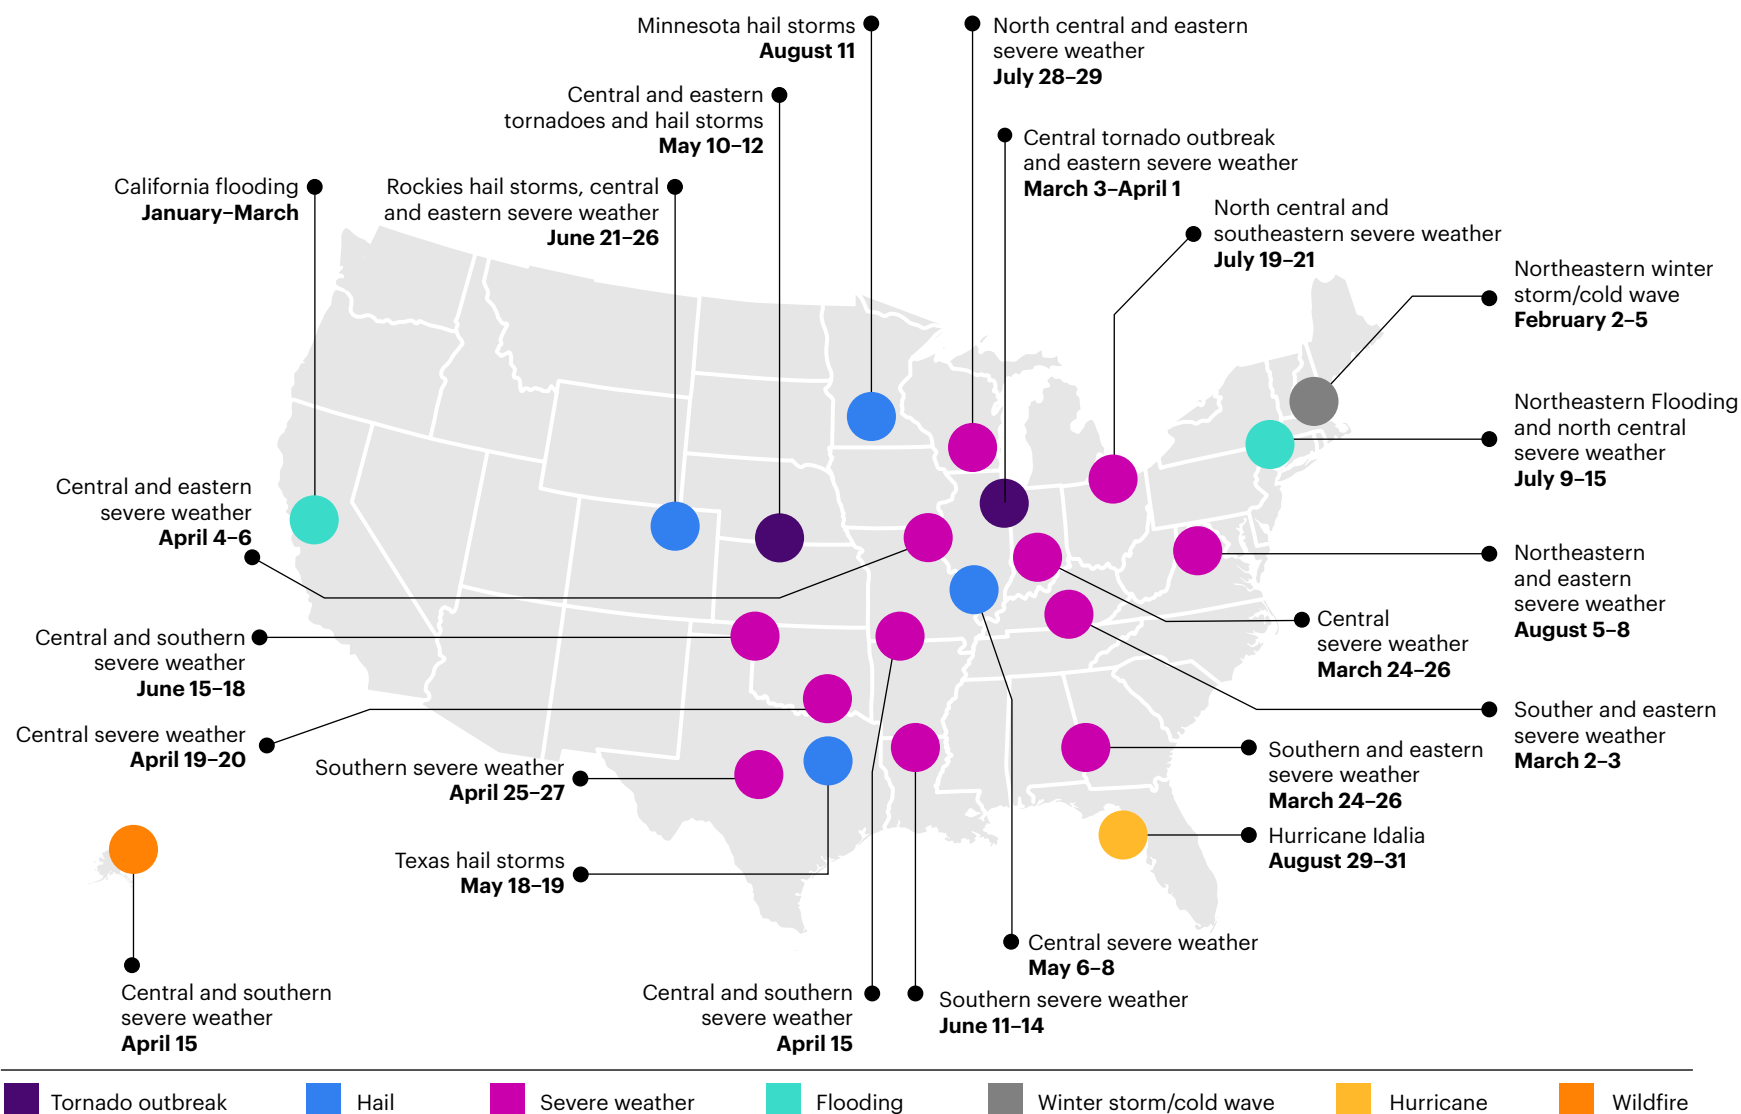 Minnesota hail storms
August 11
North central and eastern
severe weather
July 28–29
Central and eastern
tornadoes and hail storms
May 10–12
Central tornado outbreak
and eastern severe weather
March 3–April 1
California flooding
January–March
Rockies hail storms, central
and eastern severe weather
June 21–26
North central and
southeastern severe weather
July 19–21
Northeastern winter
storm/cold wave
February 2–5
Northeastern Flooding
and north central
severe weather
July 9–15
Central and eastern
severe weather
April 4–6
Northeastern
and eastern
severe weather
August 5–8
Central
severe weather
March 24–26
Central and southern
severe weather
June 15–18
Souther and eastern
severe weather
March 2–3
Central severe weather
April 19–20
Southern severe weather
April 25–27
Southern and eastern
severe weather
March 24–26
Hurricane Idalia
August 29–31
Texas hail storms
May 18–19
Central severe weather
May 6–8
Central and southern
severe weather
April 15
Central and southern
severe weather
April 15
Southern severe weather
June 11–14
Tornado outbreak
Hail
Severe weather
Flooding
Winter storm/cold wave
Hurricane
Wildfire